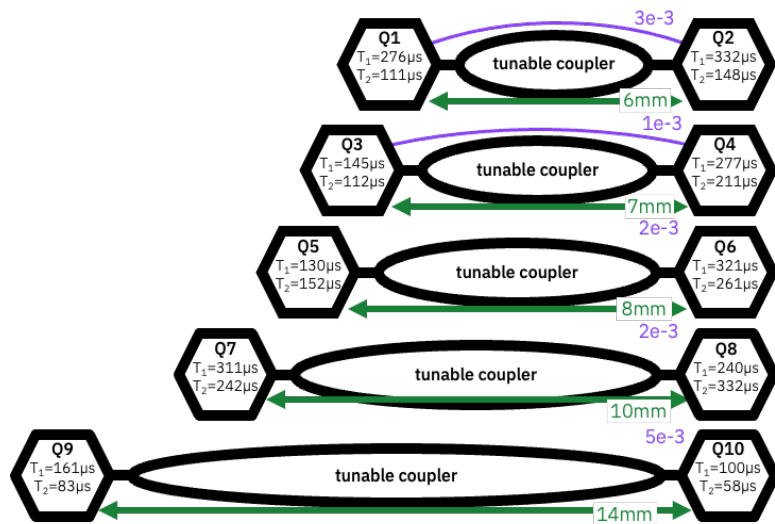 3e-3
Q1
T₁=276µs
T₂=111µs
tunable coupler
Q2
T₁=332µs
T₂=148µs
6mm
1e-3
Q3
T₁=145µs
T₂=112µs
tunable coupler
Q4
T₁=277µs
T₂=211µs
7mm
2e-3
Q5
T₁=130µs
T₂=152µs
tunable coupler
Q6
T₁=321µs
T₂=261µs
8mm
2e-3
Q7
T₁=311µs
T₂=242µs
tunable coupler
Q8
T₁=240µs
T₂=332µs
10mm
5e-3
Q9
T₁=161µs
T₂=83µs
tunable coupler
Q10
T₁=100µs
T₂=58µs
14mm